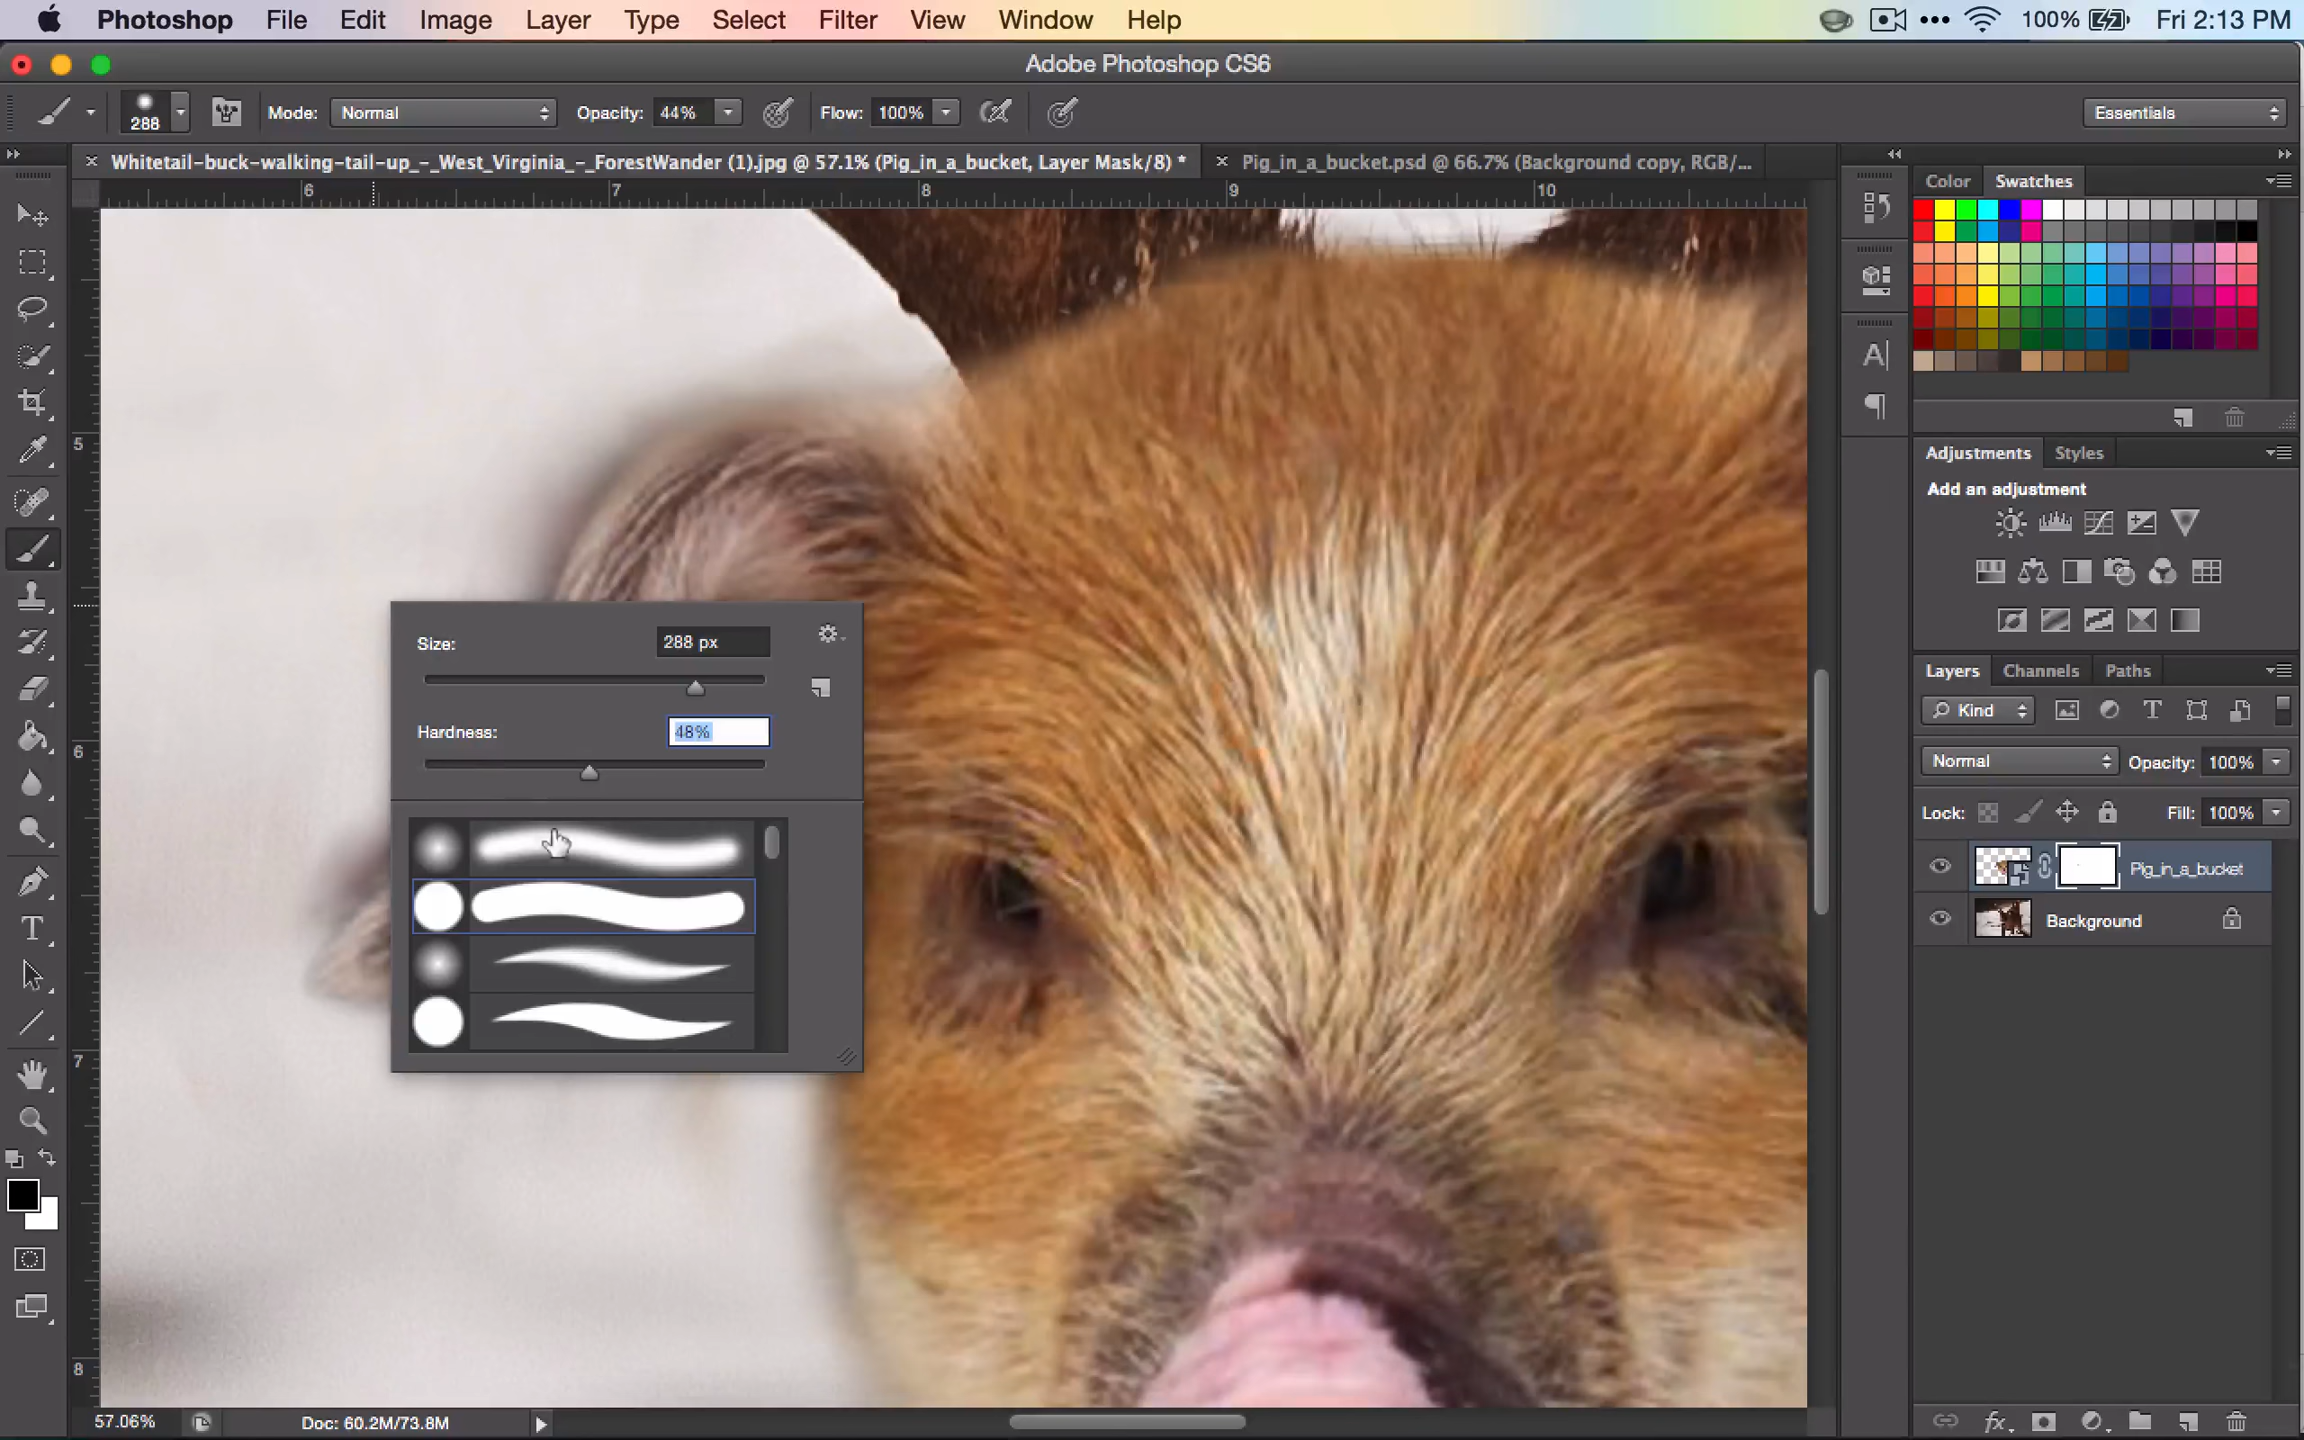 Photoshop File Edit Image Layer Type Select Filter View Window Help 100% Fri 2:13 PM
Adobe Photoshop CS6
288 Mode: Normal Opacity: 44% Flow: 100% Essentials
Whitetail-buck-walking-tail-up_-_West_Virginia_-_ForestWander (1).jpg @ 57.1% (Pig_in_a_bucket, Layer Mask/8) * Pig_in_a_bucket.psd @ 66.7% (Background copy, RGB/...
6 7 8 9 10
Color Swatches
5
Adjustments Styles
Add an adjustment
Size: 288 px
Hardness: 48%
6
Layers Channels Paths
Kind
Normal Opacity: 100%
Lock: Fill: 100%
Pig_in_a_bucket
Background
7
8
57.06% Doc: 60.2M/73.8M